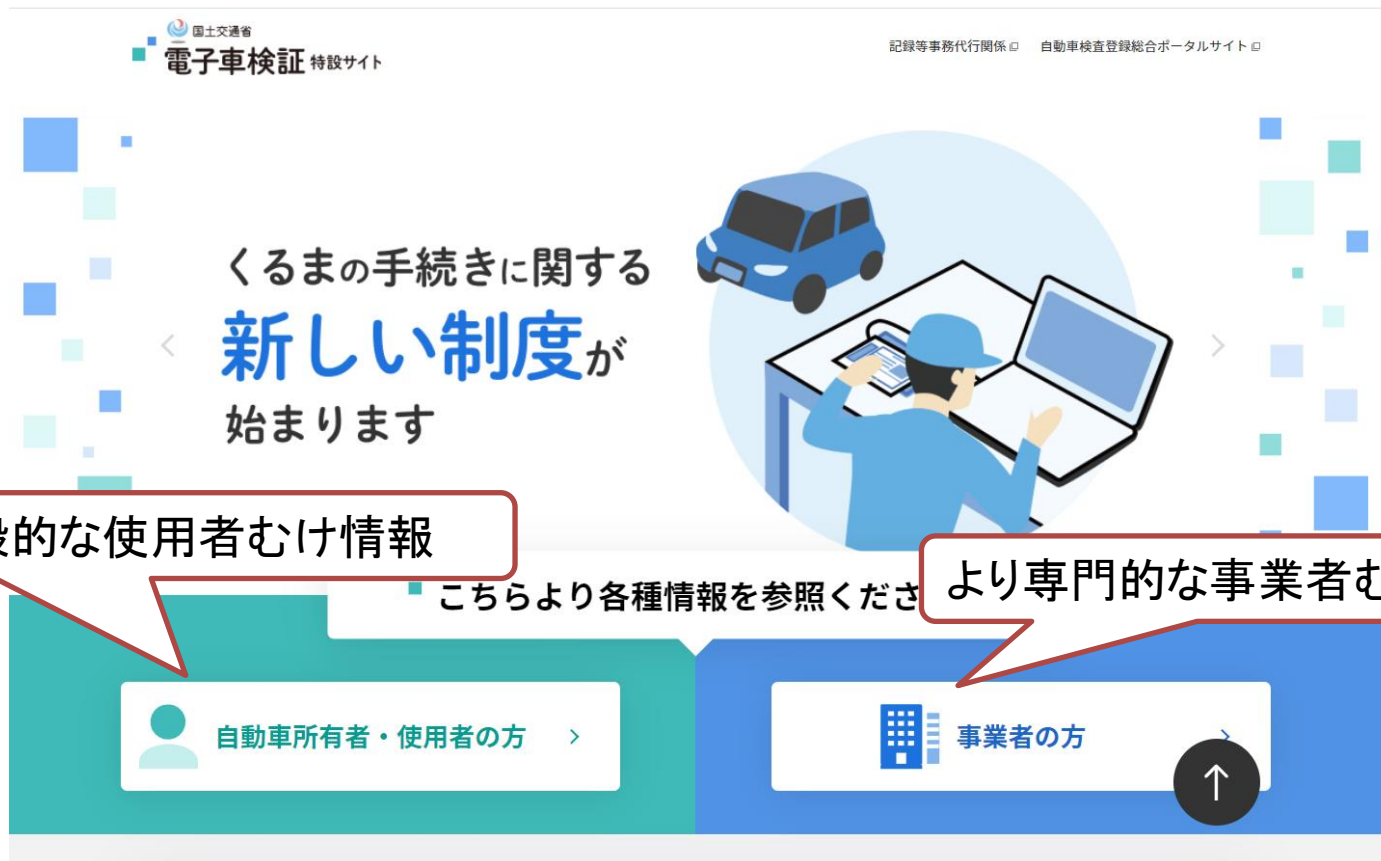 国土交通省
電子車検証 特設サイト
記録等事務代行関係 自動車検査登録総合ポータルサイト
くるまの手続きに関する
新しい制度が
始まります
的な使用者むけ情報
より専門的な事業者む
こちらより各種情報を参照くださ
自動車所有者・使用者の方
事業者の方